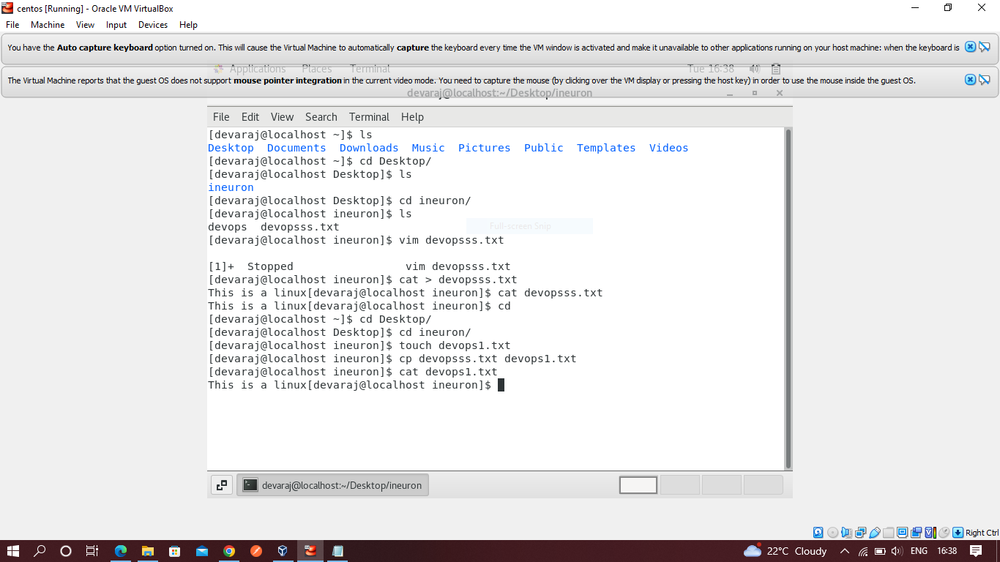 centos [Running] - Oracle VM VirtualBox
File Machine View Input Devices Help
You have the Auto capture keyboard option turned on. This will cause the Virtual Machine to automatically capture the keyboard every time the VM window is activated and make it unavailable to other applications running on your host machine: when the keyboard is
Applications Places Terminal Tue 16:38
The Virtual Machine reports that the guest OS does not support mouse pointer integration in the current video mode. You need to capture the mouse (by clicking over the VM display or pressing the host key) in order to use the mouse inside the guest OS.
devaraj@localhost:~/Desktop/ineuron
File Edit View Search Terminal Help
[devaraj@localhost ~]$ ls
Desktop Documents Downloads Music Pictures Public Templates Videos
[devaraj@localhost ~]$ cd Desktop/
[devaraj@localhost Desktop]$ ls
ineuron
[devaraj@localhost Desktop]$ cd ineuron/
[devaraj@localhost ineuron]$ ls
devops devopsss.txt
Full-screen Snip
[devaraj@localhost ineuron]$ vim devopsss.txt
[1]+ Stopped vim devopsss.txt
[devaraj@localhost ineuron]$ cat > devopsss.txt
This is a linux[devaraj@localhost ineuron]$ cat devopsss.txt
This is a linux[devaraj@localhost ineuron]$ cd
[devaraj@localhost ~]$ cd Desktop/
[devaraj@localhost Desktop]$ cd ineuron/
[devaraj@localhost ineuron]$ touch devops1.txt
[devaraj@localhost ineuron]$ cp devopsss.txt devops1.txt
[devaraj@localhost ineuron]$ cat devops1.txt
This is a linux[devaraj@localhost ineuron]$
devaraj@localhost:~/Desktop/ineuron
Right Ctrl
22°C Cloudy ENG 16:38